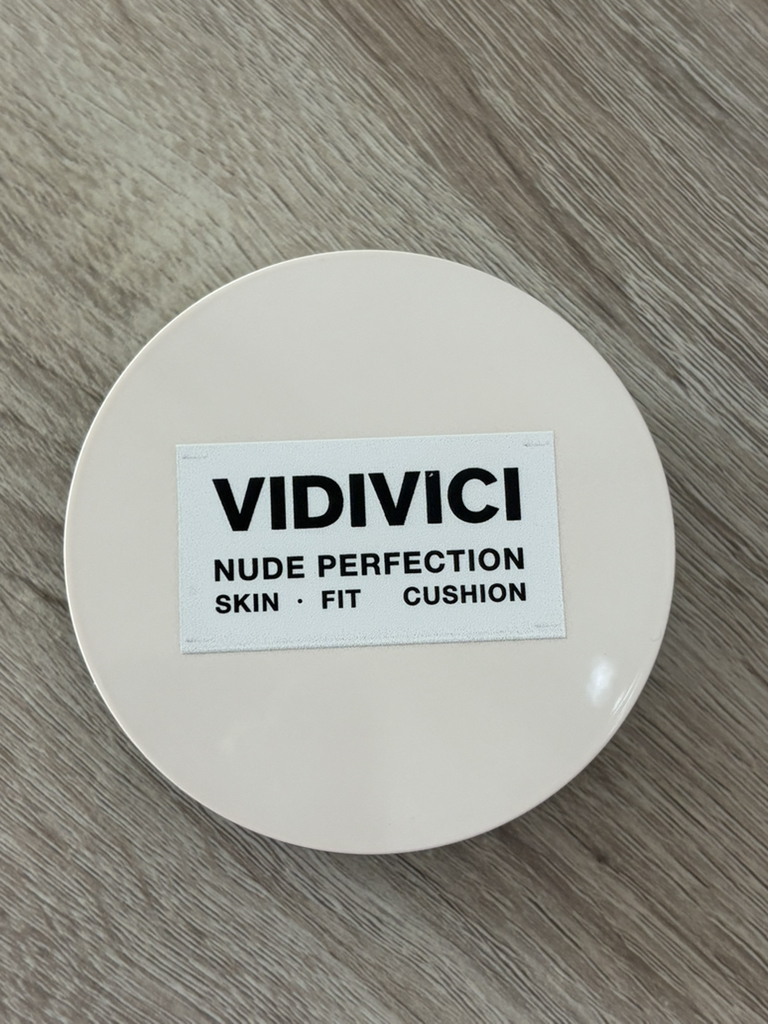 VIDIVICI
NUDE PERFECTION
SKIN · FIT CUSHION